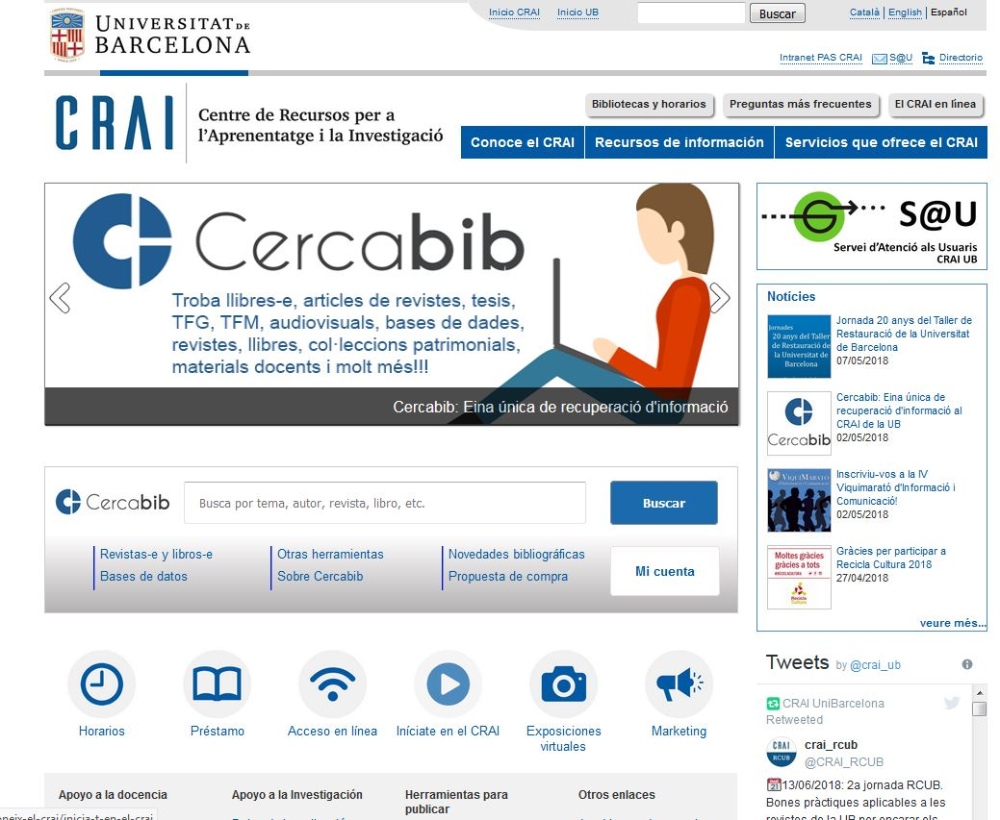 UNIVERSITAT DE
BARCELONA
Inicio CRAI
Inicio UB
Buscar
Català | English | Español
Intranet PAS CRAI
S@U
Directorio
CRAI
Centre de Recursos per a
l'Aprenentatge i la Investigació
Bibliotecas y horarios
Preguntas más frecuentes
El CRAI en línea
Conoce el CRAI
Recursos de información
Servicios que ofrece el CRAI
Cercabib
Troba llibres-e, articles de revistes, tesis,
TFG, TFM, audiovisuals, bases de dades,
revistes, llibres, col·leccions patrimonials,
materials docents i molt més!!!
Cercabib: Eina única de recuperació d'informació
S@U
Servei d'Atenció als Usuaris
CRAI UB
Notícies
Jornades
20 anys del Taller
de Restauració de
la Universitat de
Barcelona
Jornada 20 anys del Taller de
Restauració de la Universitat
de Barcelona
07/05/2018
Cercabib
Cercabib: Eina única de
recuperació d'informació al
CRAI de la UB
02/05/2018
VIQUIMARATÓ
Inscriviu-vos a la IV
Viquimarató d'Informació i
Comunicació!
02/05/2018
Moltes gràcies
gràcies a tots
Recicla
Cultura
Gràcies per participar a
Recicla Cultura 2018
27/04/2018
veure més...
Cercabib
Busca por tema, autor, revista, libro, etc.
Buscar
Revistas-e y libros-e
Bases de datos
Otras herramientas
Sobre Cercabib
Novedades bibliográficas
Propuesta de compra
Mi cuenta
Horarios
Préstamo
Acceso en línea
Iníciate en el CRAI
Exposiciones
virtuales
Marketing
Tweets by @crai_ub
CRAI UniBarcelona
Retweeted
CRAI
RCUB
crai_rcub
@CRAI_RCUB
13/06/2018: 2a jornada RCUB.
Bones pràctiques aplicables a les
revistes de la UB per encarar els
Apoyo a la docencia
Apoyo a la Investigación
Herramientas para
publicar
Otros enlaces
neix-el-crai/inicia-t-en-el-crai